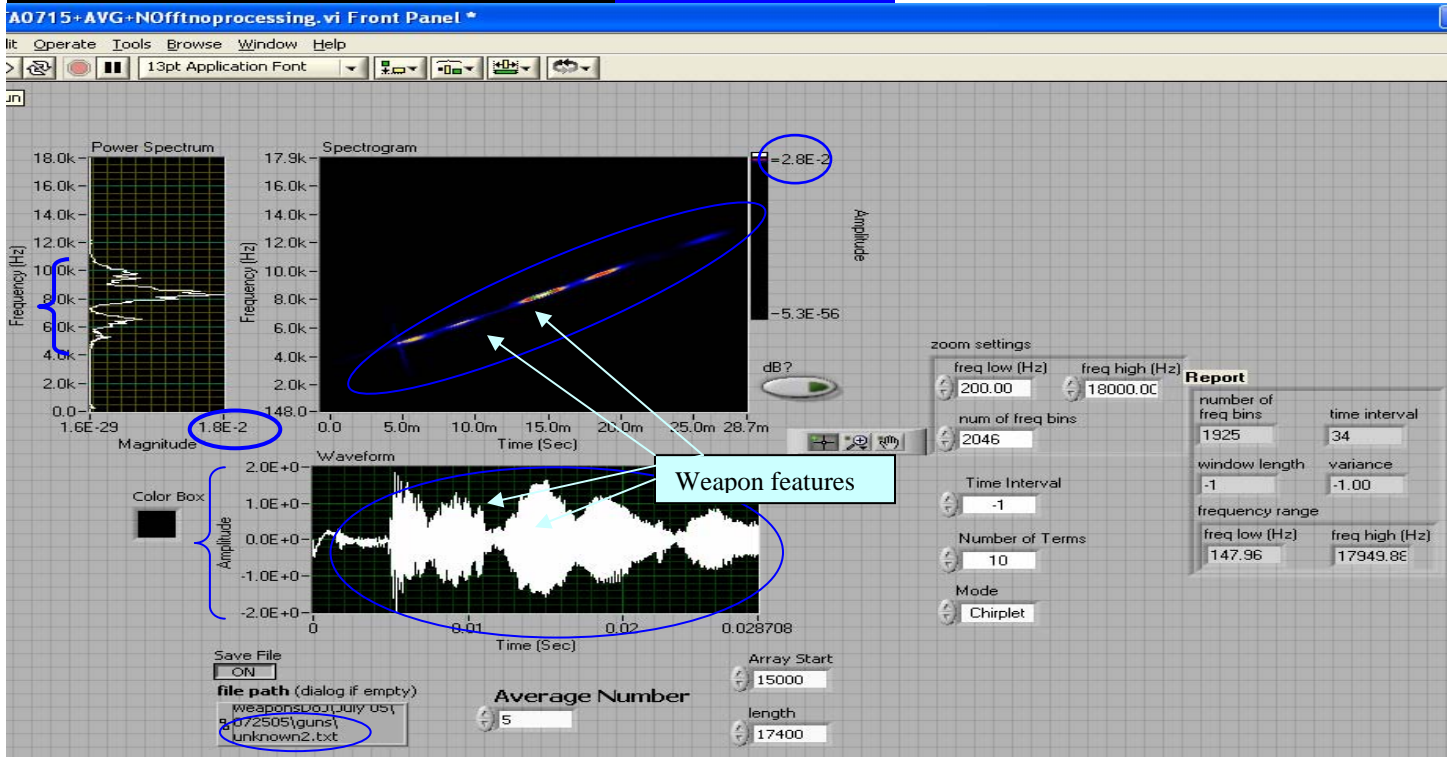 TA0715+AVG+NOfftnoprocessing.vi Front Panel *
dit Operate Tools Browse Window Help
13pt Application Font
un
Power Spectrum
18.0k
16.0k
14.0k
12.0k
10.0k
8.0k
6.0k
4.0k
2.0k
0.0
Frequency (Hz)
1.6E-29 1.8E-2
Magnitude
Spectrogram
17.9k
16.0k
14.0k
12.0k
10.0k
8.0k
6.0k
4.0k
2.0k
148.0
Frequency (Hz)
0.0 5.0m 10.0m 15.0m 20.0m 25.0m 28.7m
Time (Sec)
=2.8E-2
Amplitude
-5.3E-56
dB?
Weapon features
Color Box
Waveform
2.0E+0
1.0E+0
0.0E+0
-1.0E+0
-2.0E+0
Amplitude
0 0.01 0.02 0.028708
Time (Sec)
Save File
ON
file path (dialog if empty)
WeaponsDoJ\July 05\
072505\guns\
unknown2.txt
Average Number
5
Array Start
15000
length
17400
zoom settings
freq low (Hz) freq high (Hz)
200.00 18000.00
num of freq bins
2046
Time Interval
-1
Number of Terms
10
Mode
Chirplet
Report
number of
freq bins time interval
1925 34
window length variance
-1 -1.00
frequency range
freq low (Hz) freq high (Hz)
147.96 17949.88